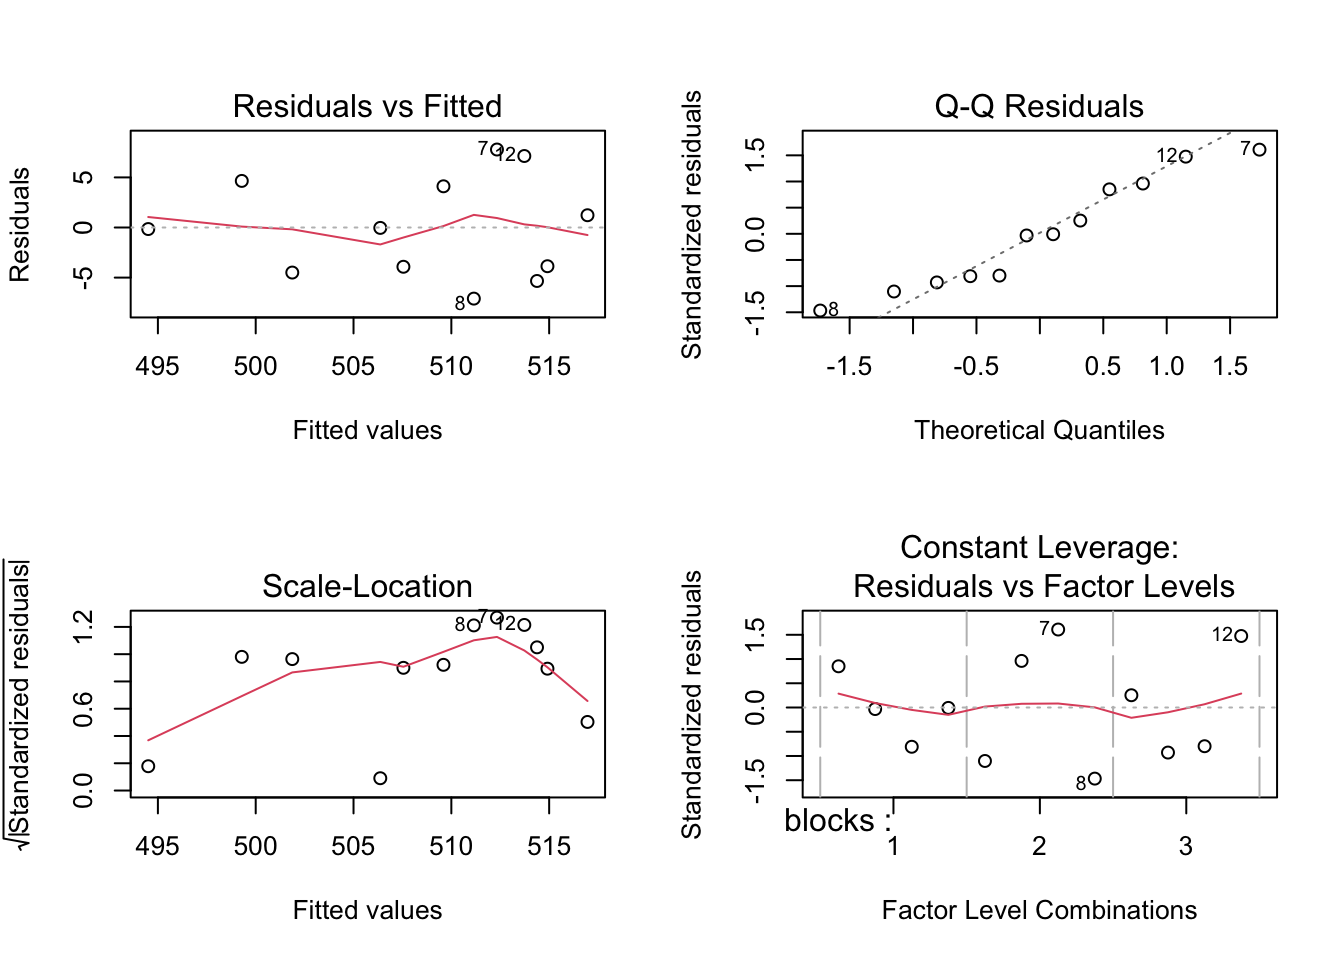 Residuals vs Fitted
Residuals
5
0
-5
7
12
8
495 500 505 510 515
Fitted values
Q-Q Residuals
Standardized residuals
1.5
0.0
-1.5
12
7
8
-1.5 -0.5 0.5 1.0 1.5
Theoretical Quantiles
Scale-Location
√|Standardized residuals|
1.2
0.6
0.0
8
7
12
495 500 505 510 515
Fitted values
Constant Leverage:
Residuals vs Factor Levels
Standardized residuals
1.5
0.0
-1.5
7
12
8
blocks :
1 2 3
Factor Level Combinations